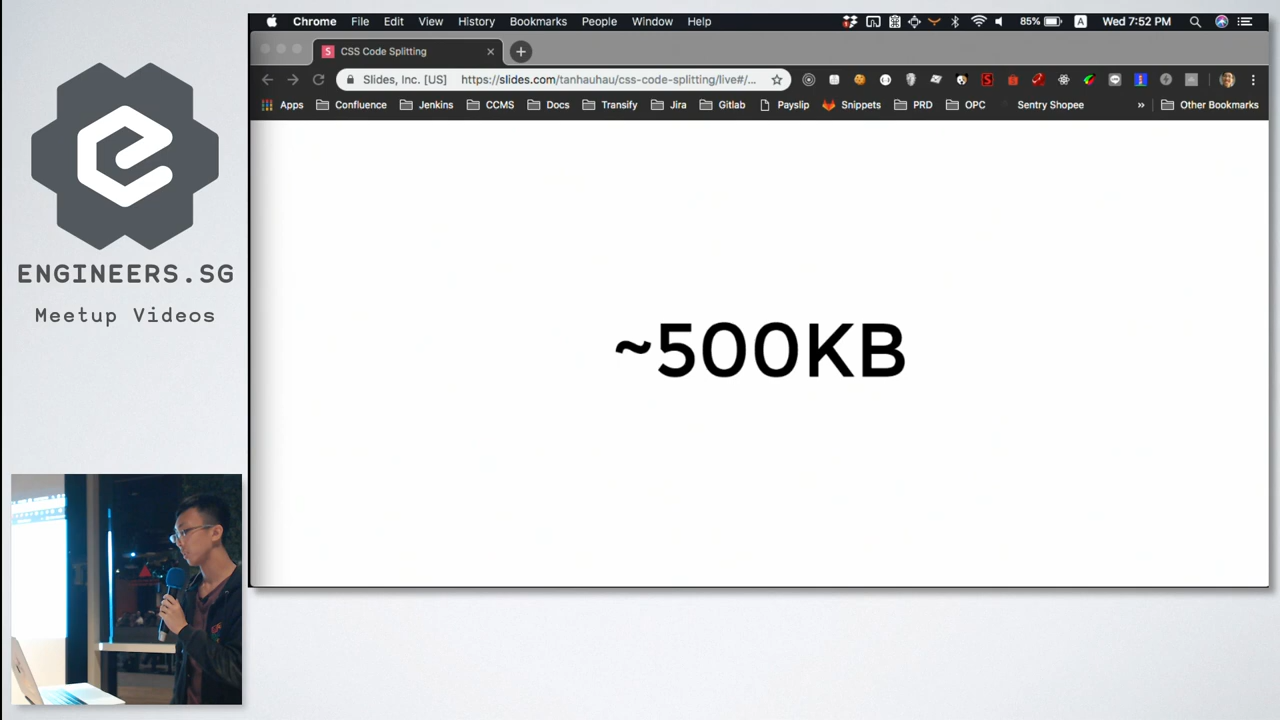 Chrome File Edit View History Bookmarks People Window Help 85% A Wed 7:52 PM
S CSS Code Splitting
Slides, Inc. [US] https://slides.com/tanhauhau/css-code-splitting/live#/...
Apps Confluence Jenkins CCMS Docs Transify Jira Gitlab Payslip Snippets PRD OPC Sentry Shopee » Other Bookmarks
ENGINEERS.SG
Meetup Videos
~500KB